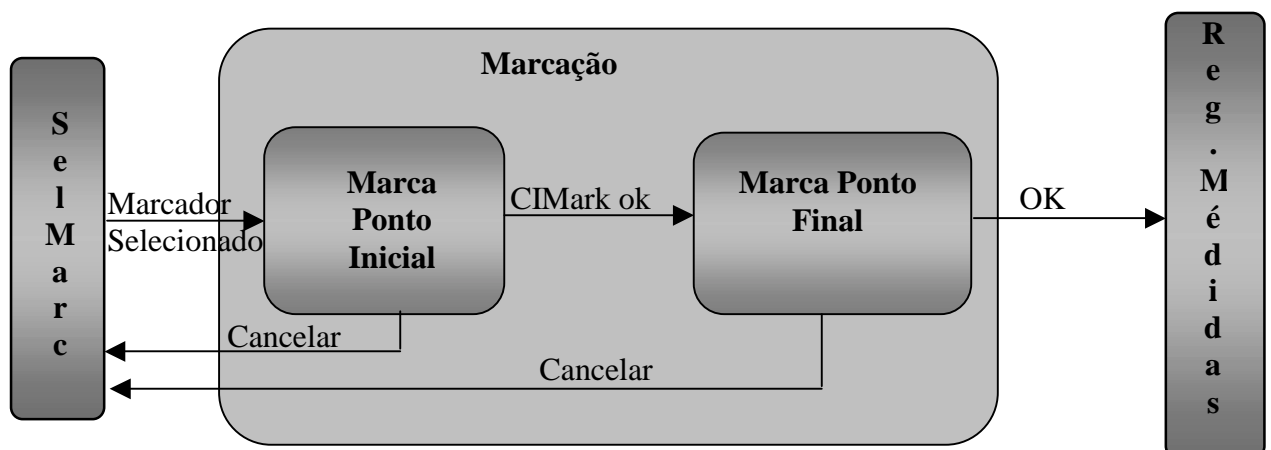 Marcação
S
e
l
M
a
r
c
Marcador
Selecionado
Marca
Ponto
Inicial
CIMark ok
Marca Ponto
Final
OK
Cancelar
Cancelar
R
e
g
.
M
é
d
i
d
a
s